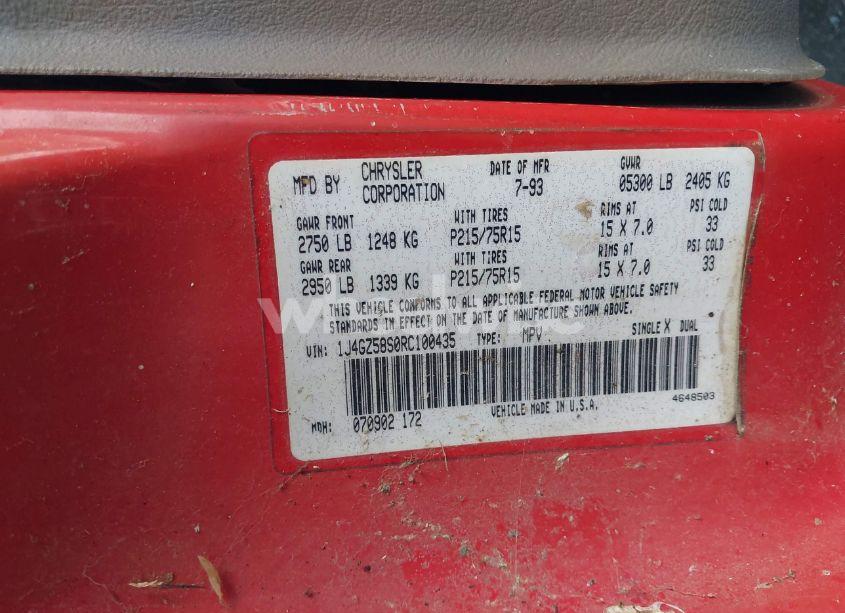 MFD BY CHRYSLER CORPORATION DATE OF MFR 7-93 GVWR 05300 LB 2405 KG
GAWR FRONT WITH TIRES RIMS AT PSI COLD
2750 LB 1248 KG P215/75R15 15 X 7.0 33
GAWR REAR WITH TIRES RIMS AT PSI COLD
2950 LB 1339 KG P215/75R15 15 X 7.0 33
THIS VEHICLE CONFORMS TO ALL APPLICABLE FEDERAL MOTOR VEHICLE SAFETY
STANDARDS IN EFFECT ON THE DATE OF MANUFACTURE SHOWN ABOVE.
VIN: 1J4GZ58S0RC100435 TYPE: MPV SINGLE X DUAL
MDH: 070902 172 VEHICLE MADE IN U.S.A. 4648503